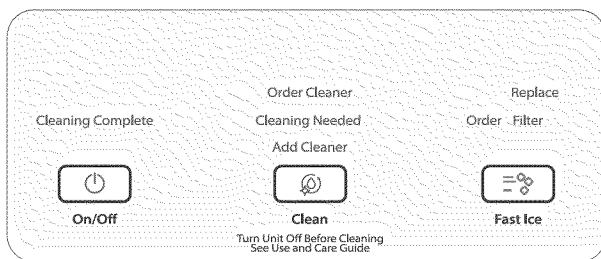 Order Cleaner
Replace
Cleaning Complete
Cleaning Needed
Order Filter
Add Cleaner
On/Off
Clean
Fast Ice
Turn Unit Off Before Cleaning
See Use and Care Guide